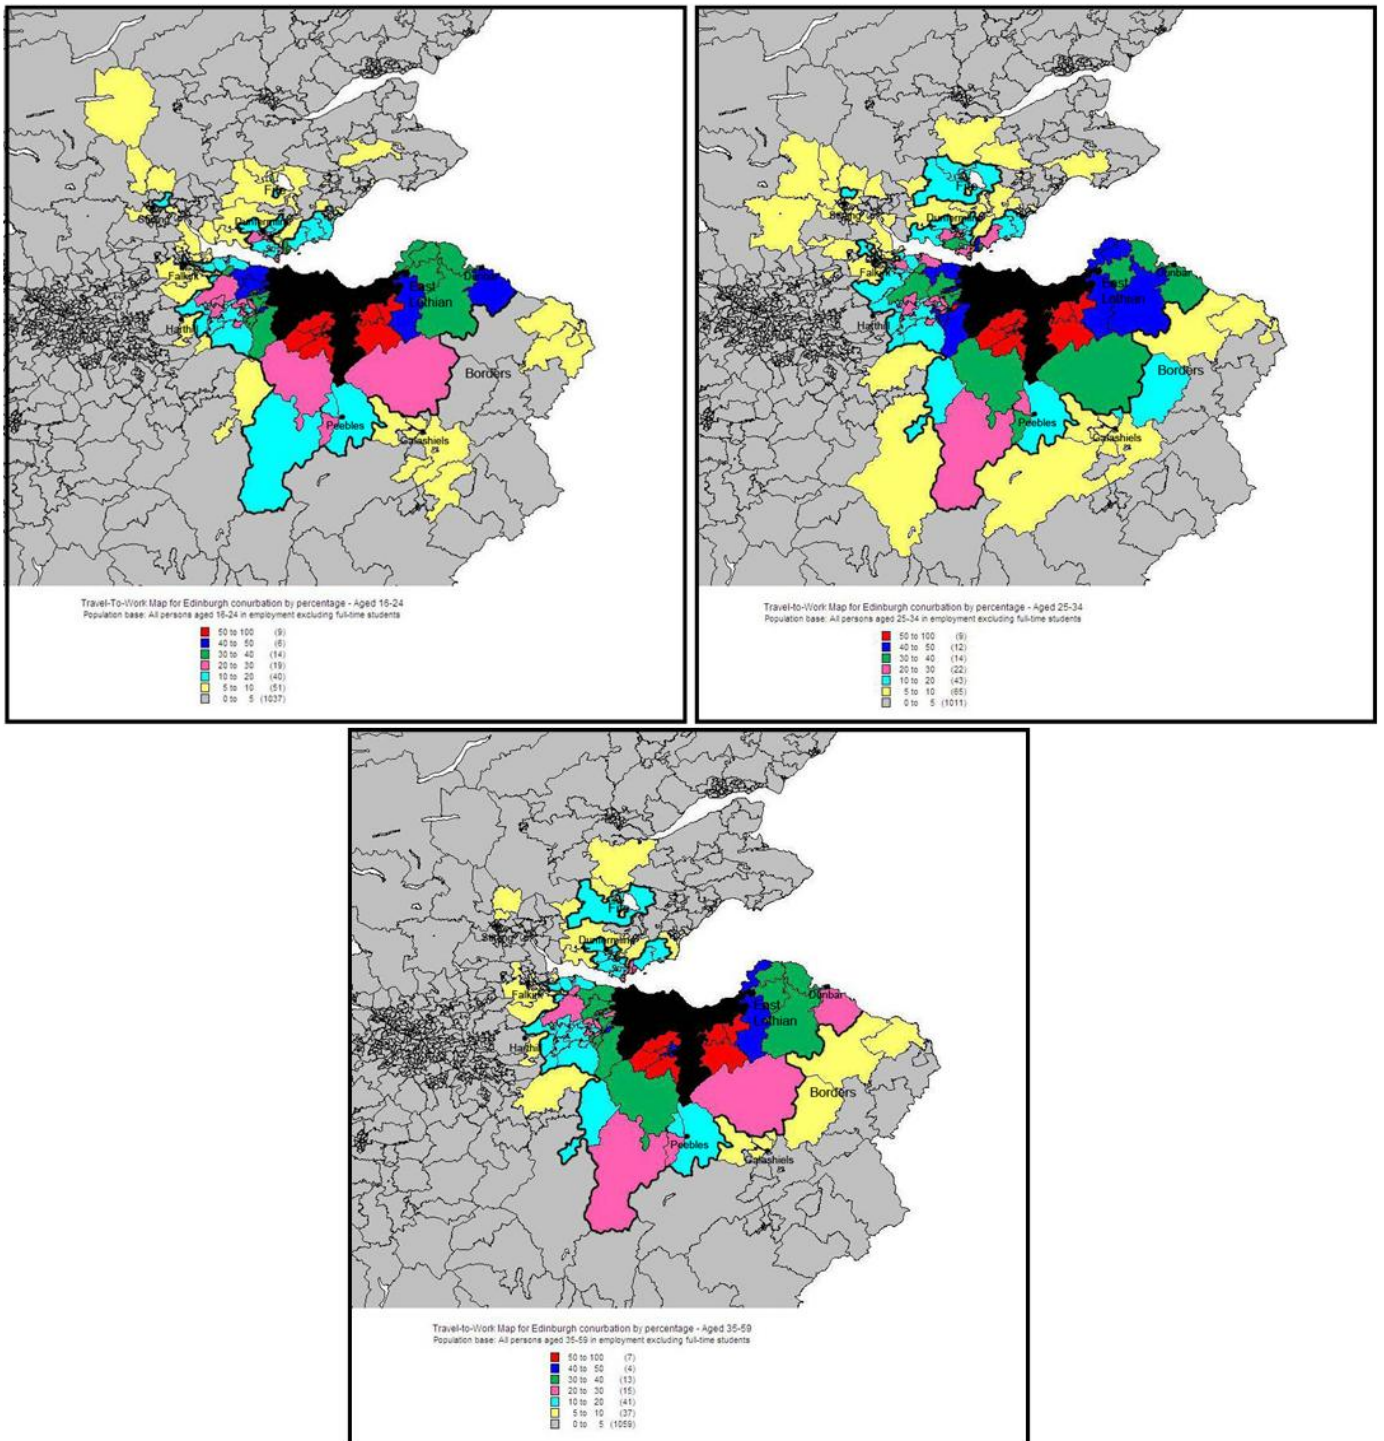 Fife
Stirling
Dunfermline
Falkirk
East
Lothian
Dunbar
Harthill
Borders
Peebles
Galashiels
Travel-To-Work Map for Edinburgh conurbation by percentage - Aged 16-24
Population base: All persons aged 16-24 in employment excluding full-time students
50 to 100 (9)
40 to 50 (6)
30 to 40 (14)
20 to 30 (19)
10 to 20 (40)
5 to 10 (51)
0 to 5 (1037)
Fife
Stirling
Dunfermline
Falkirk
East
Lothian
Dunbar
Harthill
Borders
Peebles
Galashiels
Travel-to-Work Map for Edinburgh conurbation by percentage - Aged 25-34
Population base: All persons aged 25-34 in employment excluding full-time students
50 to 100 (9)
40 to 50 (12)
30 to 40 (14)
20 to 30 (22)
10 to 20 (43)
5 to 10 (65)
0 to 5 (1011)
Fife
Stirling
Dunfermline
Falkirk
East
Lothian
Dunbar
Harthill
Borders
Peebles
Galashiels
Travel-to-Work Map for Edinburgh conurbation by percentage - Aged 35-59
Population base: All persons aged 35-59 in employment excluding full-time students
50 to 100 (7)
40 to 50 (4)
30 to 40 (13)
20 to 30 (15)
10 to 20 (41)
5 to 10 (37)
0 to 5 (1059)